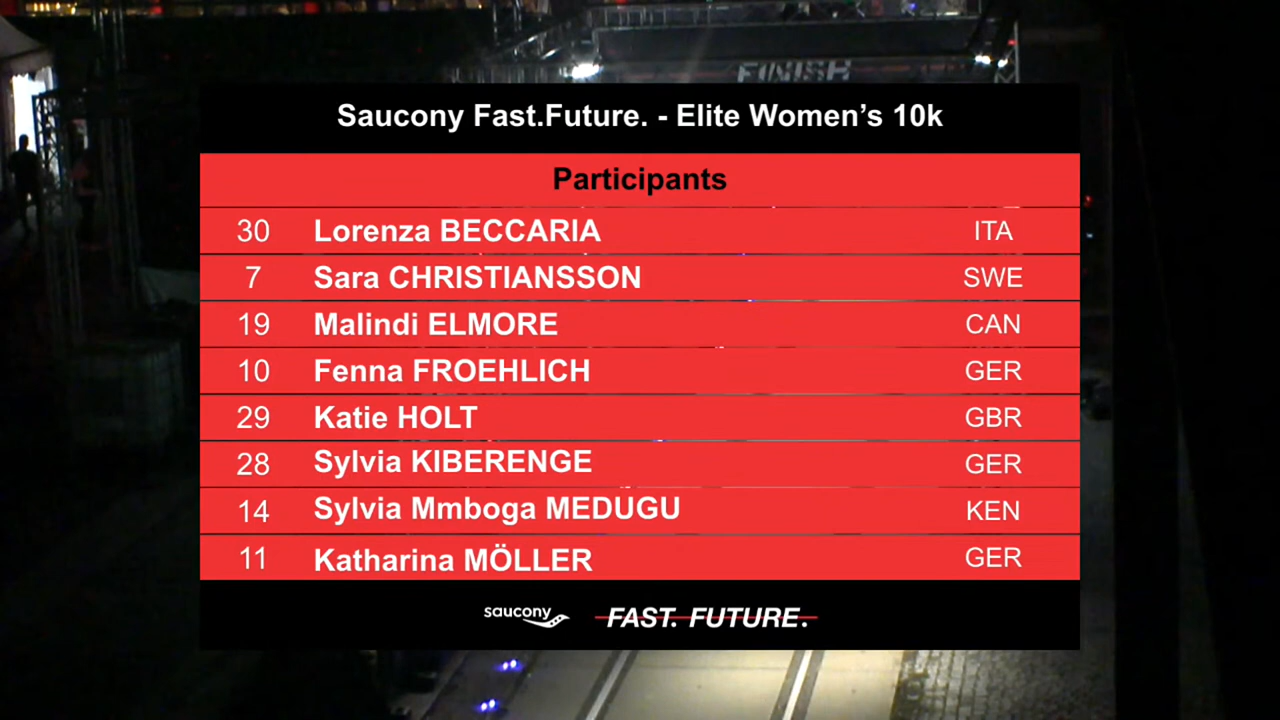 FINISH
Saucony Fast.Future. - Elite Women’s 10k
Participants
30 Lorenza BECCARIA ITA
7 Sara CHRISTIANSSON SWE
19 Malindi ELMORE CAN
10 Fenna FROEHLICH GER
29 Katie HOLT GBR
28 Sylvia KIBERENGE GER
14 Sylvia Mmboga MEDUGU KEN
11 Katharina MÖLLER GER
saucony FAST. FUTURE.